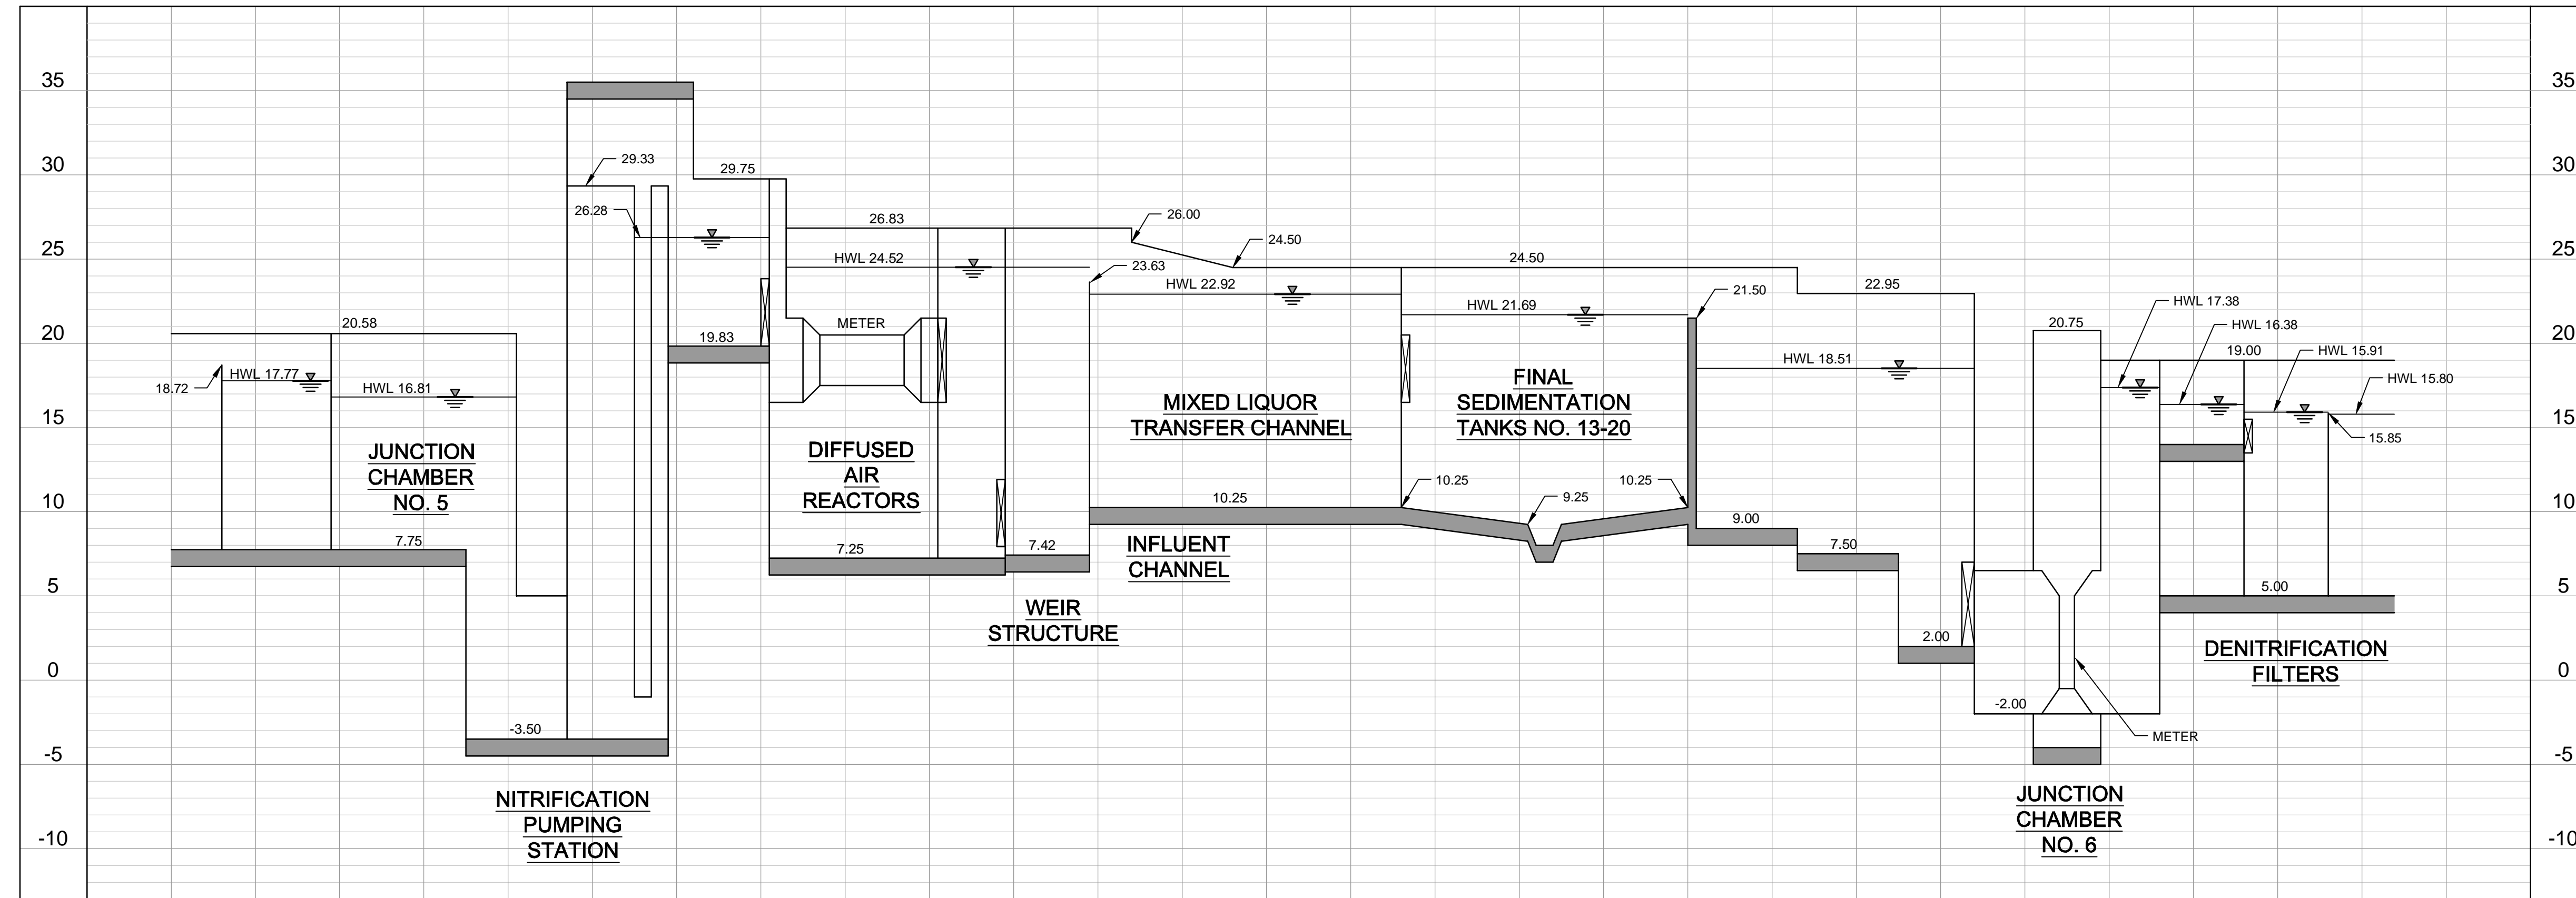 35
35
30
30
25
25
20
20
15
15
10
10
5
5
0
0
-5
-5
-10
-10
20.58
18.72
HWL 17.77
HWL 16.81
JUNCTION
CHAMBER
NO. 5
7.75
-3.50
NITRIFICATION
PUMPING
STATION
29.33
26.28
29.75
19.83
26.83
HWL 24.52
METER
DIFFUSED
AIR
REACTORS
7.25
7.42
WEIR
STRUCTURE
26.00
24.50
23.63
HWL 22.92
MIXED LIQUOR
TRANSFER CHANNEL
10.25
INFLUENT
CHANNEL
24.50
HWL 21.69
21.50
FINAL
SEDIMENTATION
TANKS NO. 13-20
10.25
9.25
10.25
22.95
HWL 18.51
9.00
7.50
2.00
-2.00
20.75
METER
JUNCTION
CHAMBER
NO. 6
HWL 17.38
HWL 16.38
19.00
HWL 15.91
HWL 15.80
15.85
5.00
DENITRIFICATION
FILTERS